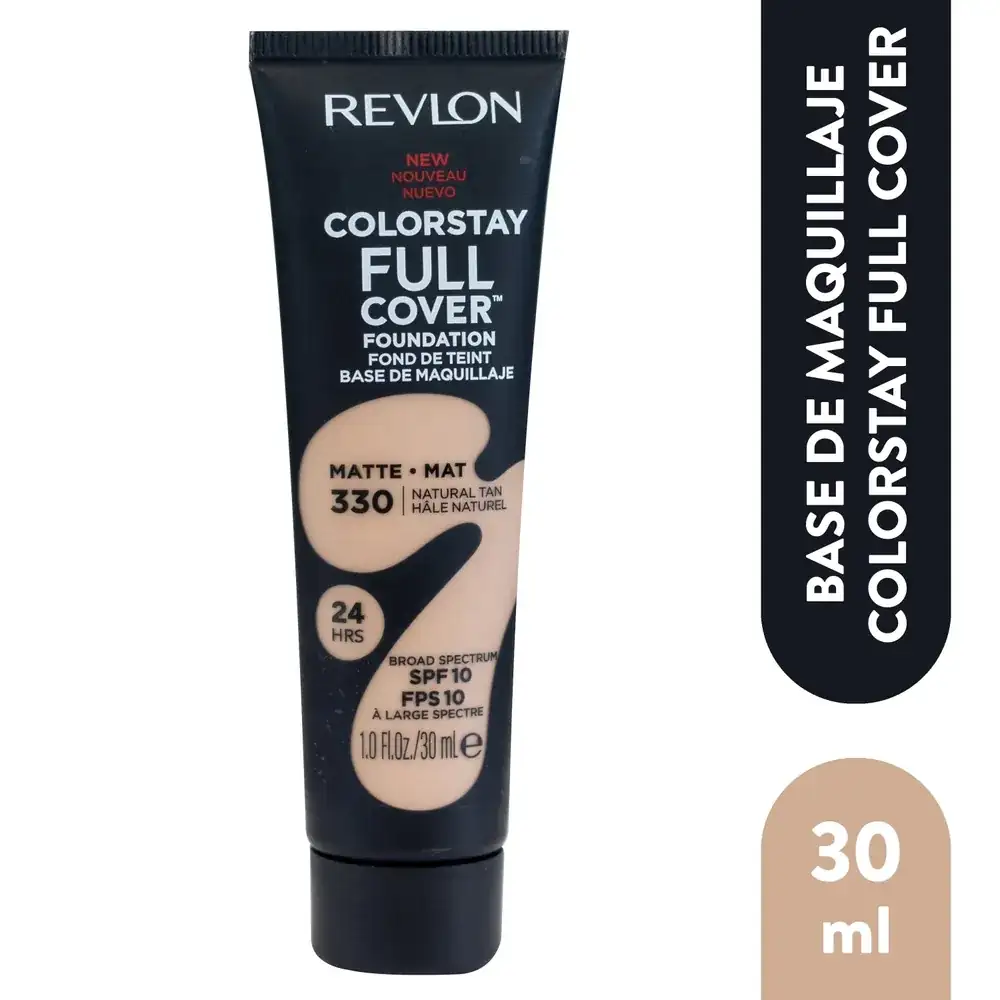 REVLON
NEW
NOUVEAU
NUEVO
COLORSTAY
FULL
COVER™
FOUNDATION
FOND DE TEINT
BASE DE MAQUILLAJE
MATTE • MAT
330 | NATURAL TAN
HÂLE NATUREL
24
HRS
BROAD SPECTRUM
SPF 10
FPS 10
À LARGE SPECTRE
1.0 Fl.Oz./30 mL e
BASE DE MAQUILLAJE
COLORSTAY FULL COVER
30
ml